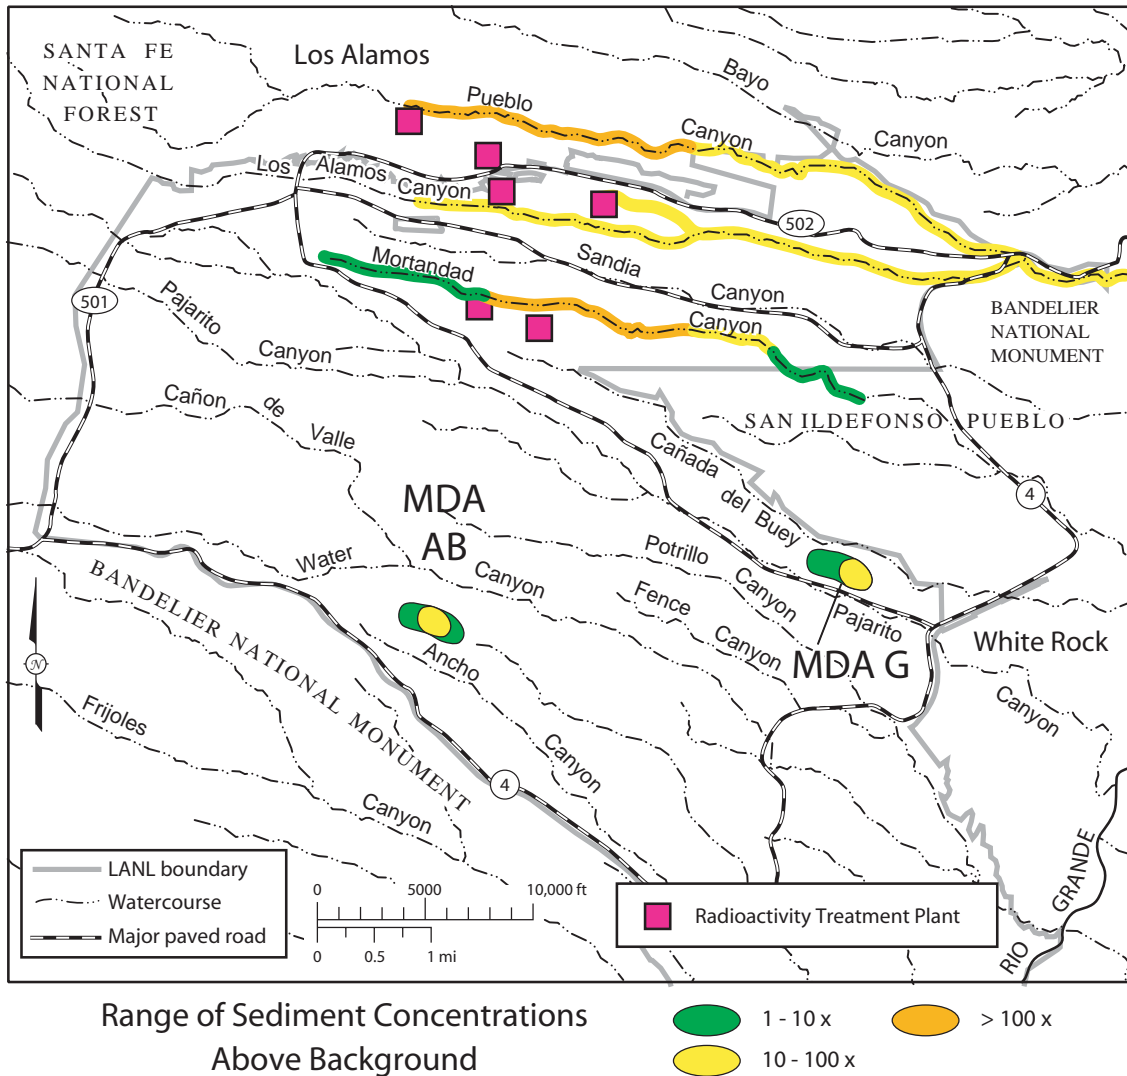 SANTA FE
NATIONAL
FOREST
Los Alamos
Bayo
Canyon
Pueblo
Canyon
Los Alamos
Canyon
502
Sandia
Canyon
Mortandad
Canyon
501
Pajarito
Canyon
BANDELIER
NATIONAL
MONUMENT
Cañon de Valle
SAN ILDEFONSO PUEBLO
Cañada del Buey
4
MDA
AB
Water
Canyon
Potrillo
Canyon
Fence
Canyon
Pajarito
White Rock
Canyon
MDA G
BANDELIER NATIONAL MONUMENT
Ancho
Canyon
Frijoles
Canyon
4
N
RIO GRANDE
LANL boundary
Watercourse
Major paved road
0 5000 10,000 ft
0 0.5 1 mi
Radioactivity Treatment Plant
Range of Sediment Concentrations
Above Background
1 - 10 x
> 100 x
10 - 100 x